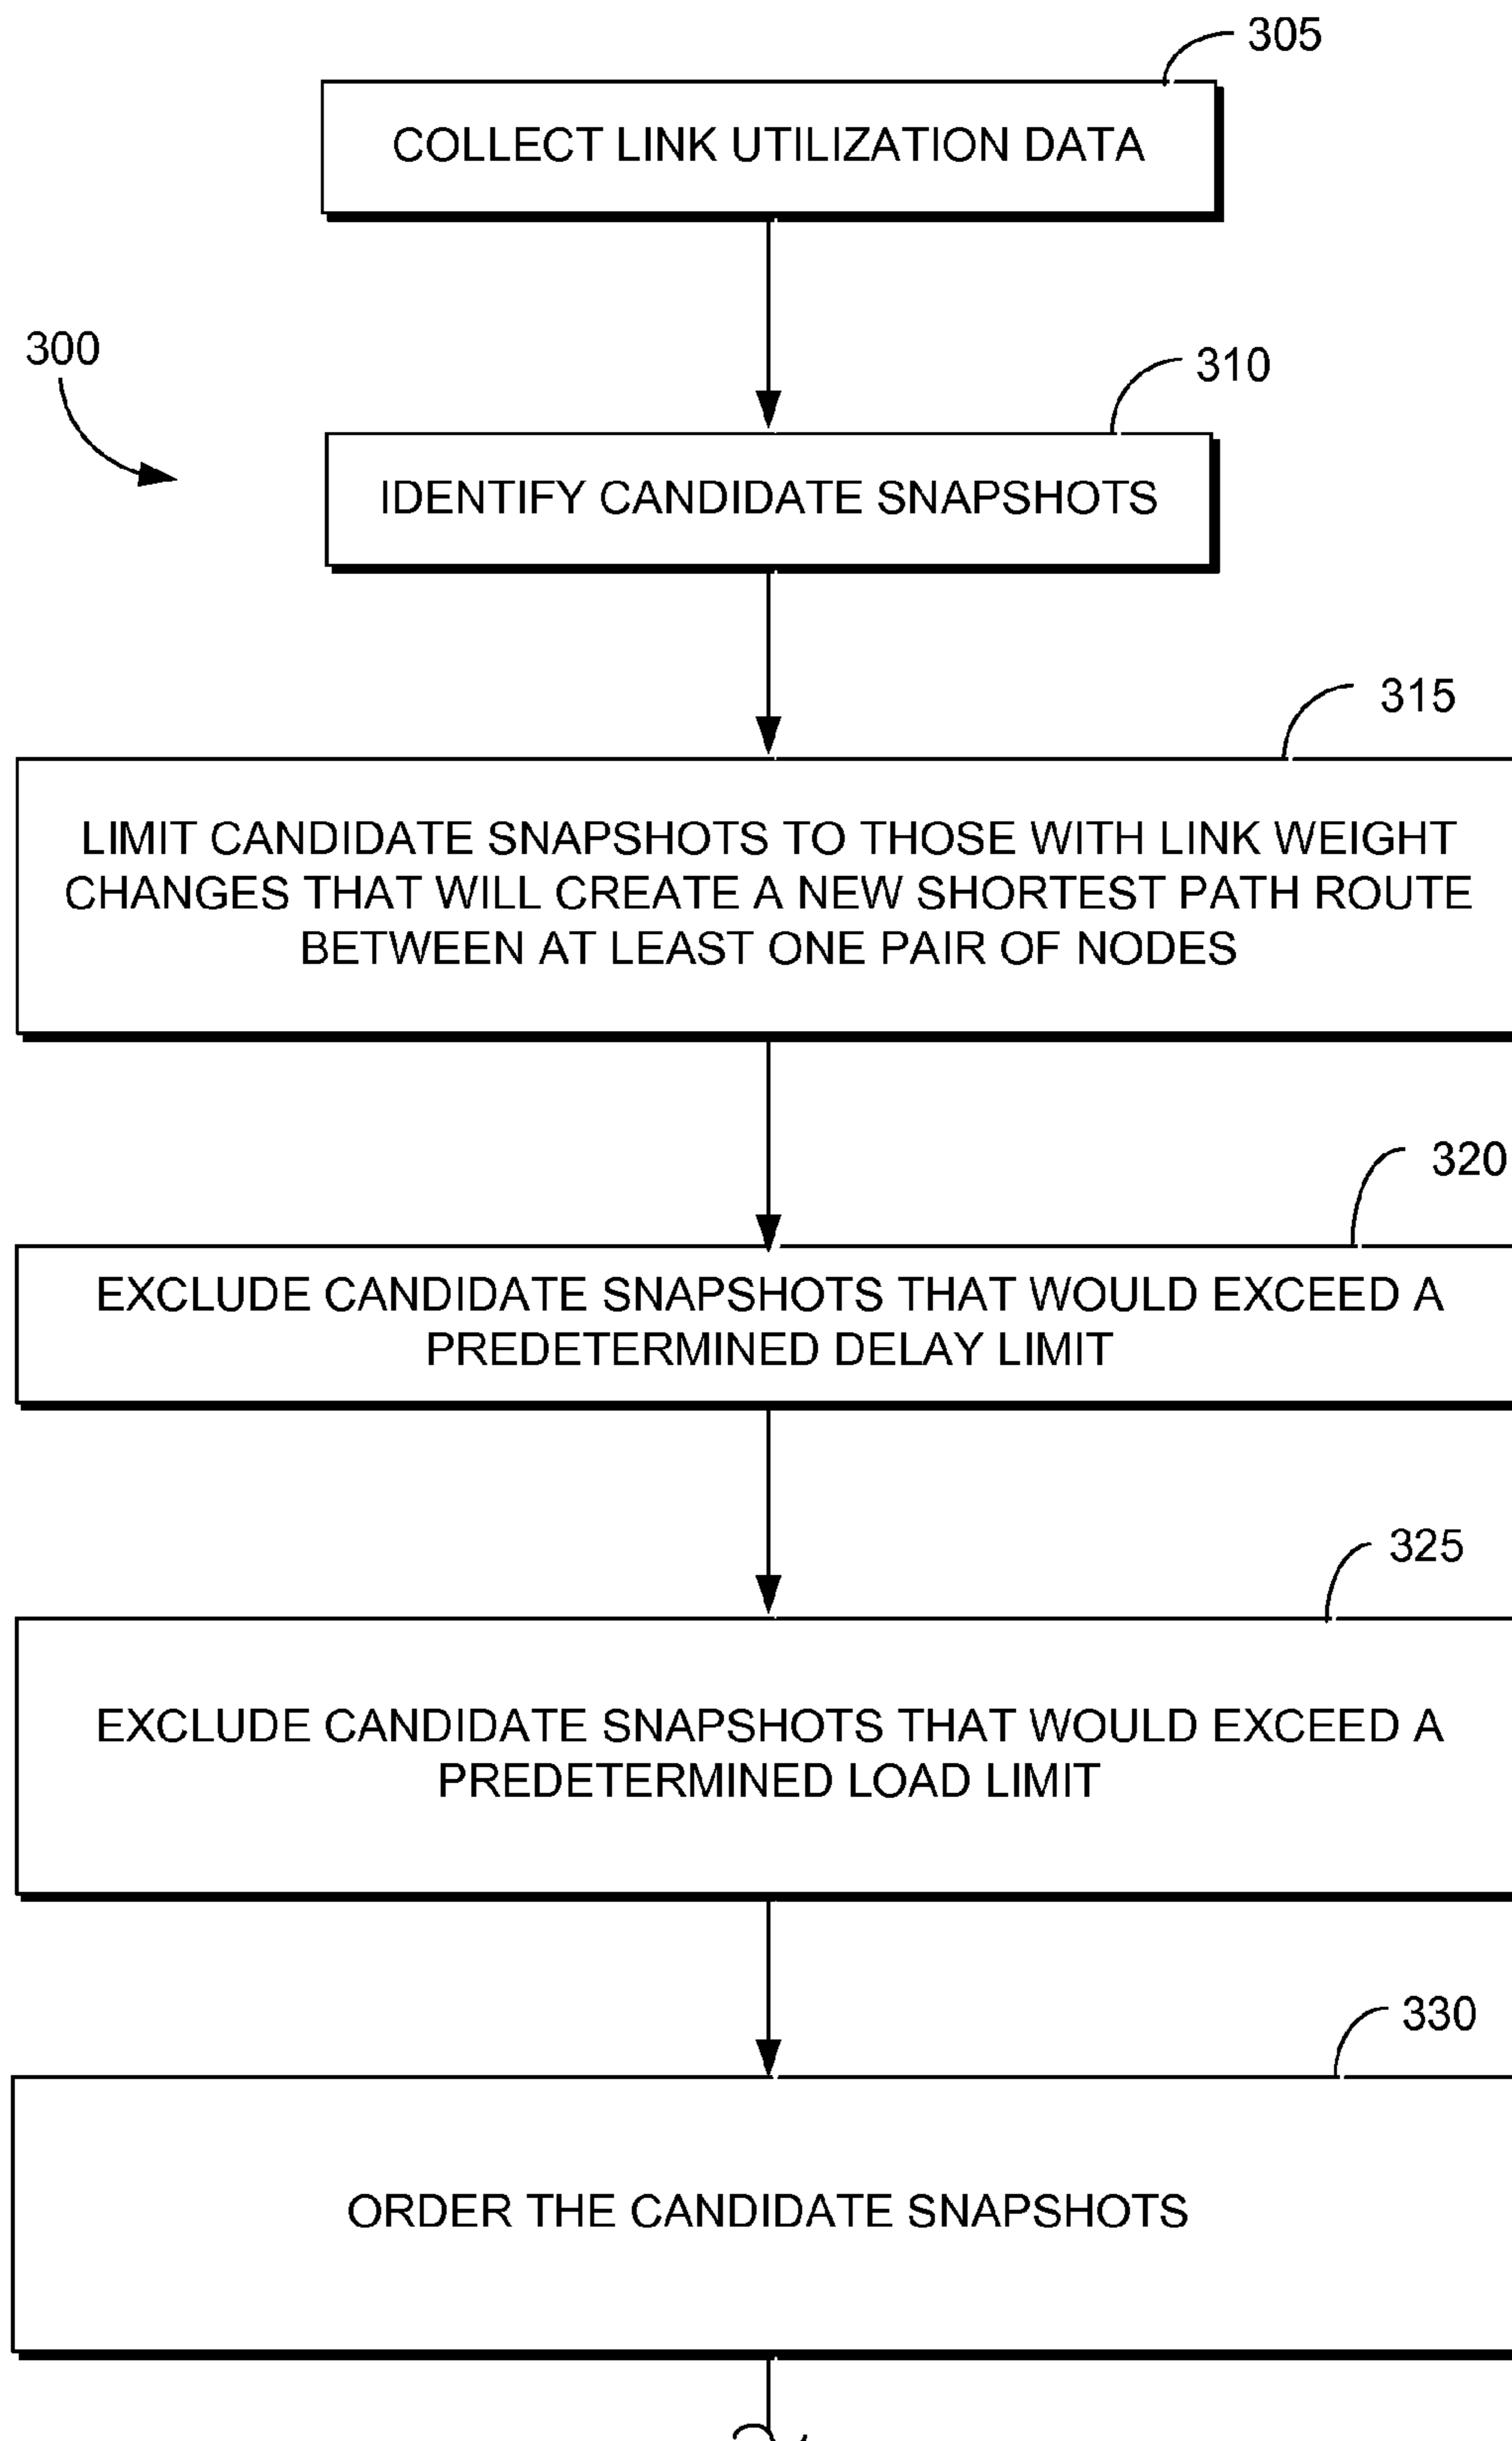 305
COLLECT LINK UTILIZATION DATA
300
310
IDENTIFY CANDIDATE SNAPSHOTS
315
LIMIT CANDIDATE SNAPSHOTS TO THOSE WITH LINK WEIGHT
CHANGES THAT WILL CREATE A NEW SHORTEST PATH ROUTE
BETWEEN AT LEAST ONE PAIR OF NODES
320
EXCLUDE CANDIDATE SNAPSHOTS THAT WOULD EXCEED A
PREDETERMINED DELAY LIMIT
325
EXCLUDE CANDIDATE SNAPSHOTS THAT WOULD EXCEED A
PREDETERMINED LOAD LIMIT
330
ORDER THE CANDIDATE SNAPSHOTS